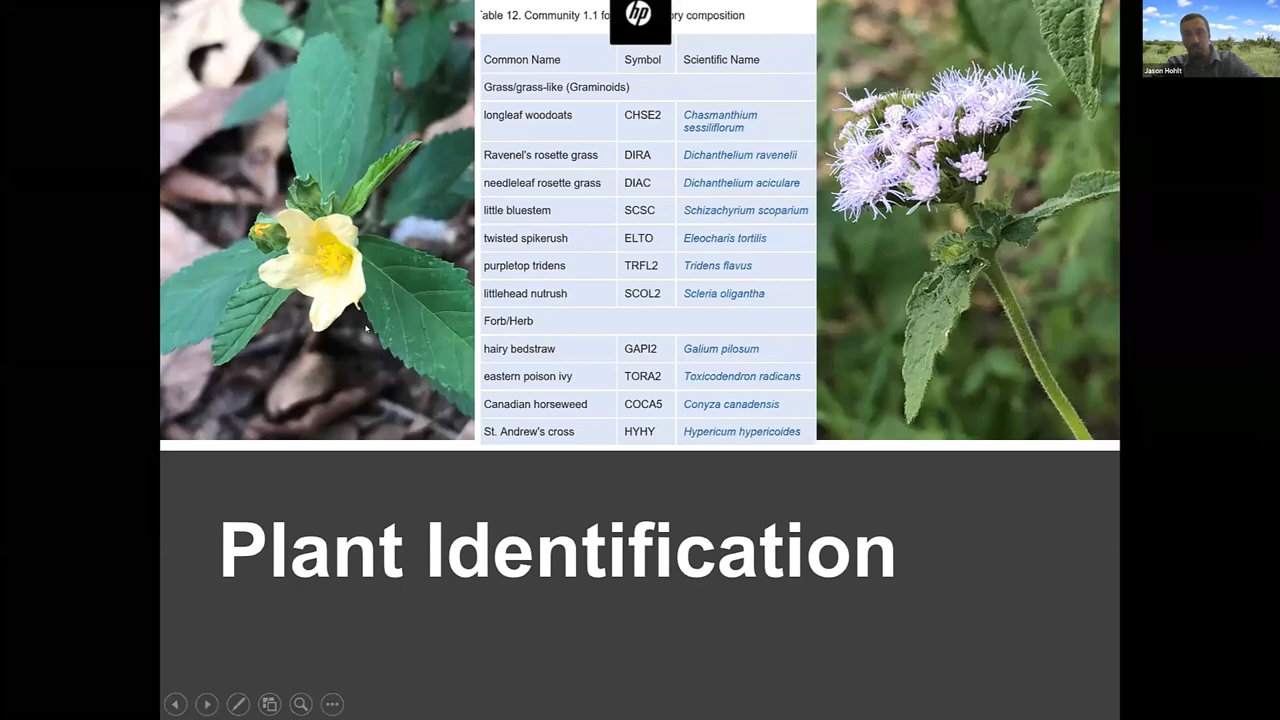 Table 12. Community 1.1 fo ory composition
hp
Common Name Symbol Scientific Name
Grass/grass-like (Graminoids)
longleaf woodoats CHSE2 Chasmanthium
sessiliflorum
Ravenel's rosette grass DIRA Dichanthelium ravenelii
needleleaf rosette grass DIAC Dichanthelium aciculare
little bluestem SCSC Schizachyrium scoparium
twisted spikerush ELTO Eleocharis tortilis
purpletop tridens TRFL2 Tridens flavus
littlehead nutrush SCOL2 Scleria oligantha
Forb/Herb
hairy bedstraw GAPI2 Galium pilosum
eastern poison ivy TORA2 Toxicodendron radicans
Canadian horseweed COCA5 Conyza canadensis
St. Andrew's cross HYHY Hypericum hypericoides
Jason Hohlt
Plant Identification